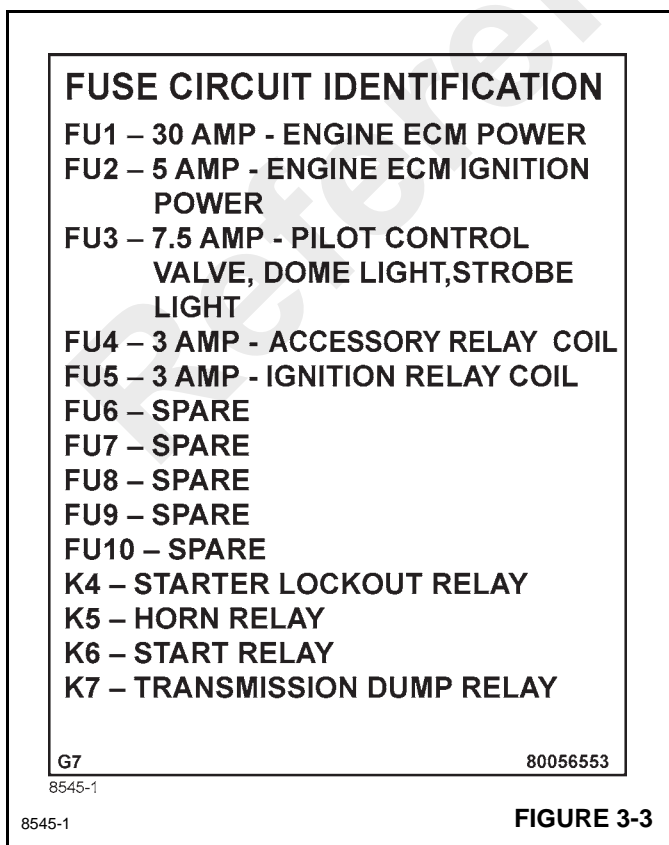 FUSE CIRCUIT IDENTIFICATION
FU1 – 30 AMP - ENGINE ECM POWER
FU2 – 5 AMP - ENGINE ECM IGNITION
POWER
FU3 – 7.5 AMP - PILOT CONTROL
VALVE, DOME LIGHT,STROBE
LIGHT
FU4 – 3 AMP - ACCESSORY RELAY COIL
FU5 – 3 AMP - IGNITION RELAY COIL
FU6 – SPARE
FU7 – SPARE
FU8 – SPARE
FU9 – SPARE
FU10 – SPARE
K4 – STARTER LOCKOUT RELAY
K5 – HORN RELAY
K6 – START RELAY
K7 – TRANSMISSION DUMP RELAY
G7 80056553
8545-1
8545-1 FIGURE 3-3